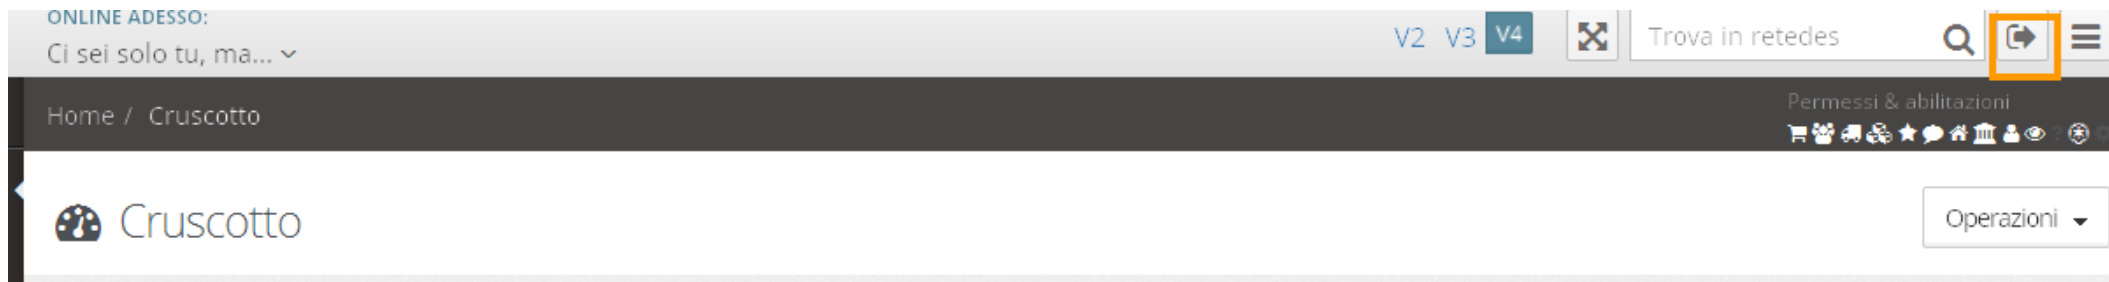 ONLINE ADESSO:
Ci sei solo tu, ma...
V2 V3 V4
Trova in retedes
Home / Cruscotto
Permessi & abilitazioni
?
Cruscotto
Operazioni